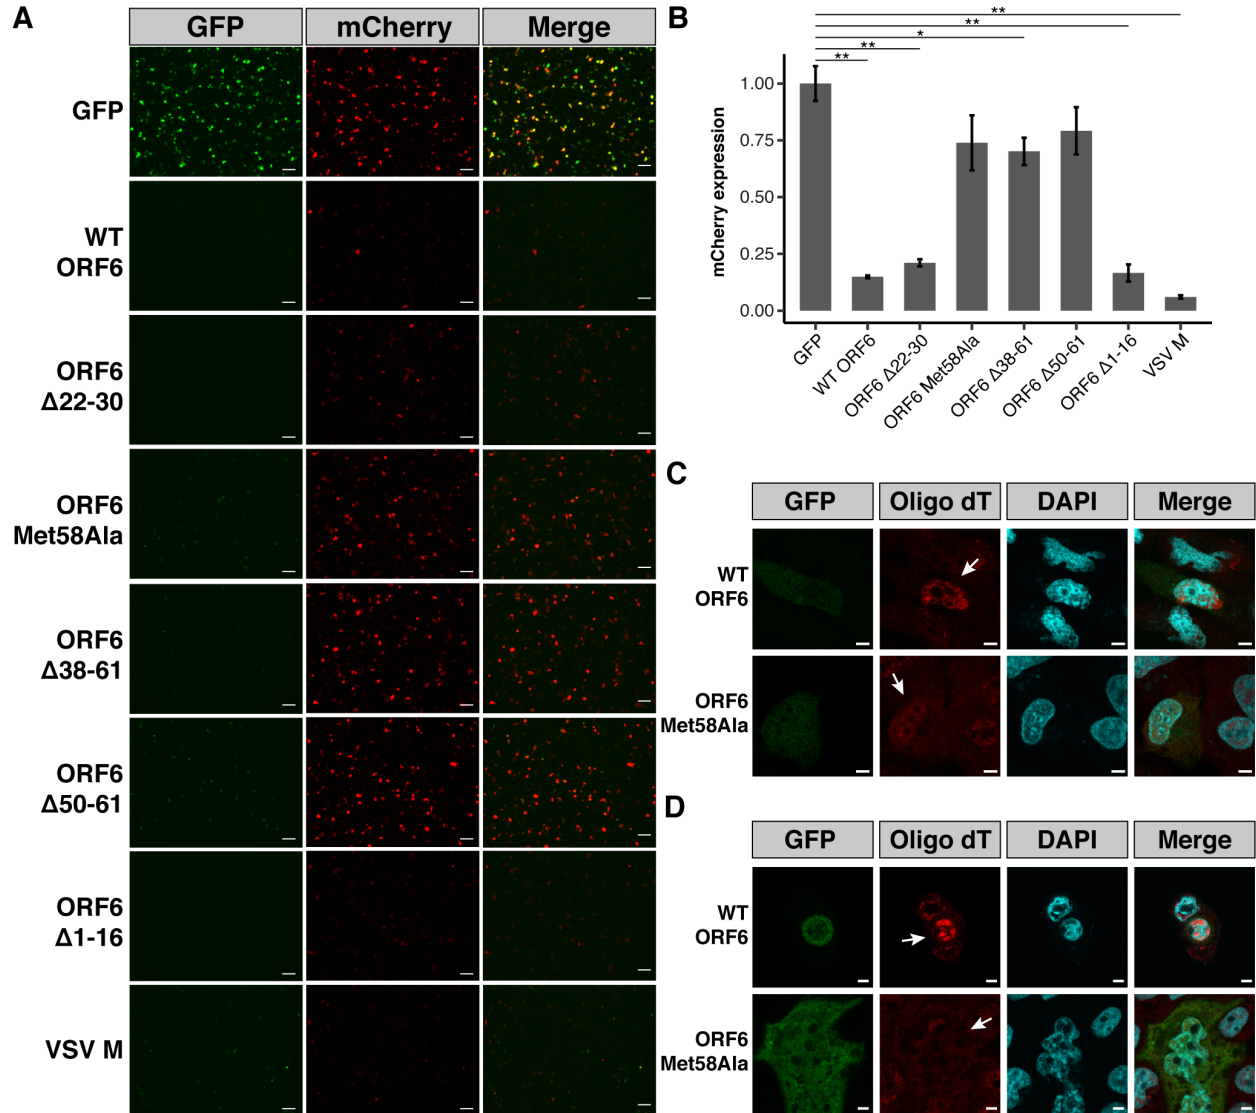 A
GFP
mCherry
Merge
GFP
WT
ORF6
ORF6
Δ22-30
ORF6
Met58Ala
ORF6
Δ38-61
ORF6
Δ50-61
ORF6
Δ1-16
VSV M
B
**
**
*
**
**
mCherry expression
1.00
0.75
0.50
0.25
0.00
GFP
WT ORF6
ORF6 Δ22-30
ORF6 Met58Ala
ORF6 Δ38-61
ORF6 Δ50-61
ORF6 Δ1-16
VSV M
C
GFP
Oligo dT
DAPI
Merge
WT
ORF6
ORF6
Met58Ala
D
GFP
Oligo dT
DAPI
Merge
WT
ORF6
ORF6
Met58Ala